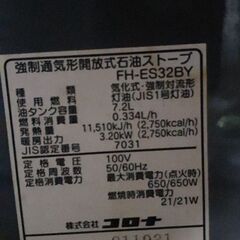 強制通気形開放式石油ストーブ
FH-ES32BY
種類 気化式・強制対流形
使用燃料 灯油(JIS1号灯油)
油タンク容量 7.2L
燃料消費量 0.334L/h
発熱量 11,510kJ/h(2,750kcal/h)
暖房出力 3.20kW(2,750kcal/h)
JIS認証番号 7031
定格電圧 100V
定格周波数 50/60Hz
定格消費電力 最大消費電力(点火時)
650/650W
燃焼時消費電力
21/21W
株式会社コロナ
011021